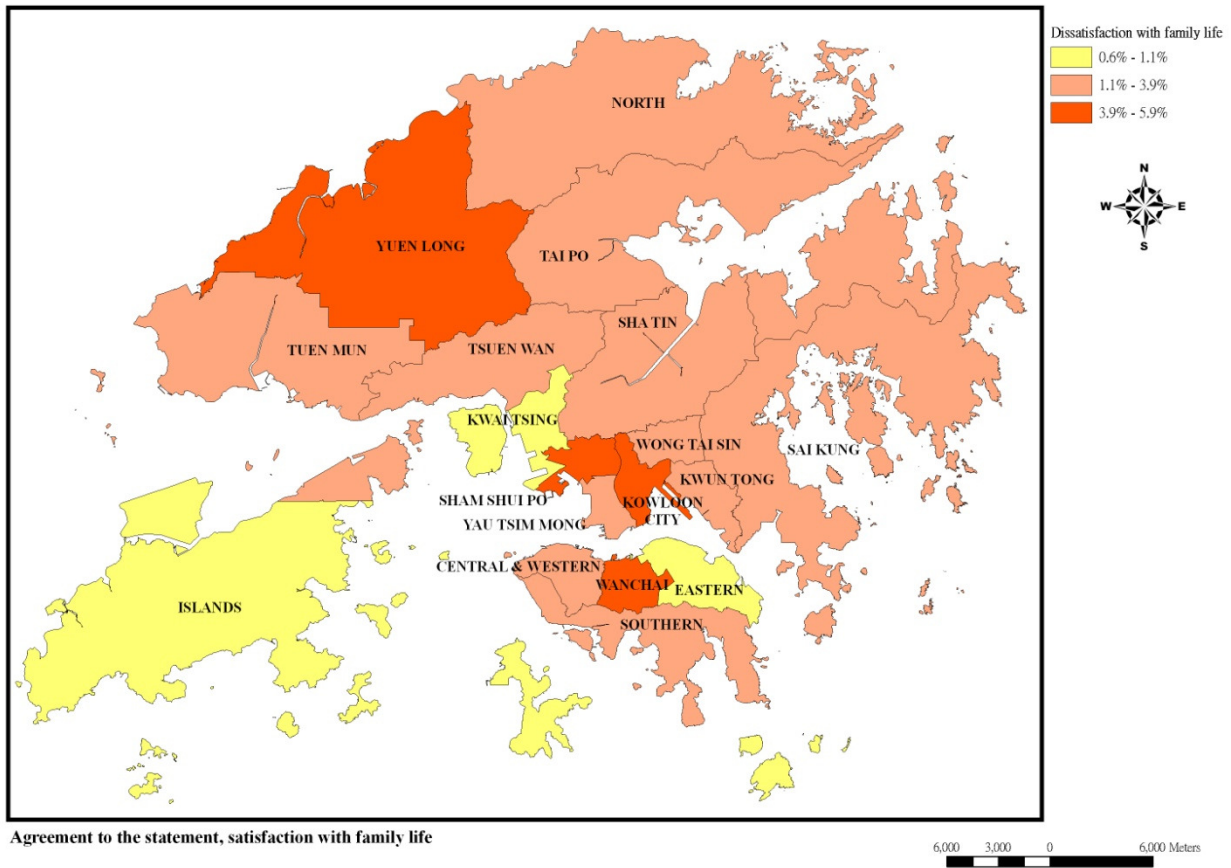 Dissatisfaction with family life
0.6% - 1.1%
1.1% - 3.9%
3.9% - 5.9%
N
W E
S
NORTH
YUEN LONG
TAI PO
SHA TIN
TUEN MUN
TSUEN WAN
KWAI TSING
WONG TAI SIN
SAI KUNG
KWUN TONG
SHAM SHUI PO
KOWLOON
CITY
YAU TSIM MONG
CENTRAL & WESTERN
WANCHAI
EASTERN
ISLANDS
SOUTHERN
Agreement to the statement, satisfaction with family life
6,000 3,000 0 6,000 Meters